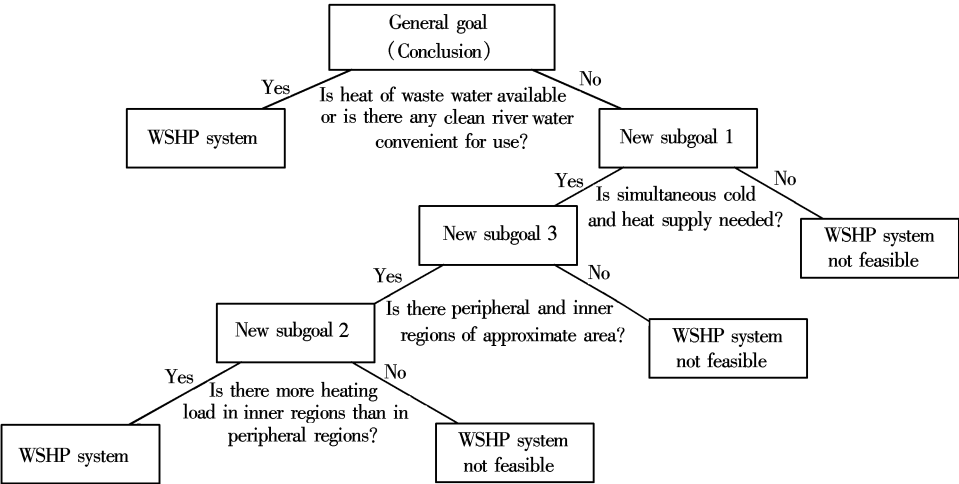 General goal
(Conclusion)
Yes
No
Is heat of waste water available
or is there any clean river water
convenient for use?
WSHP system
New subgoal 1
Yes
No
Is simultaneous cold
and heat supply needed?
New subgoal 3
WSHP system
not feasible
Yes
No
Is there peripheral and inner
regions of approximate area?
New subgoal 2
WSHP system
not feasible
Yes
No
Is there more heating
load in inner regions than in
peripheral regions?
WSHP system
WSHP system
not feasible